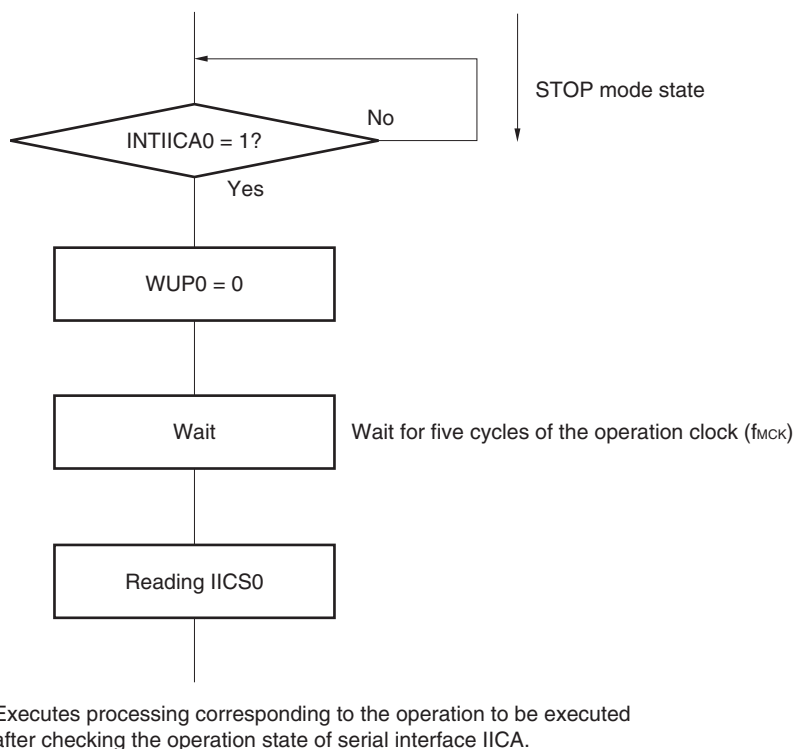 STOP mode state
No
INTIICA0 = 1?
Yes
WUP0 = 0
Wait
Wait for five cycles of the operation clock (fMCK)
Reading IICS0
Executes processing corresponding to the operation to be executed
after checking the operation state of serial interface IICA.